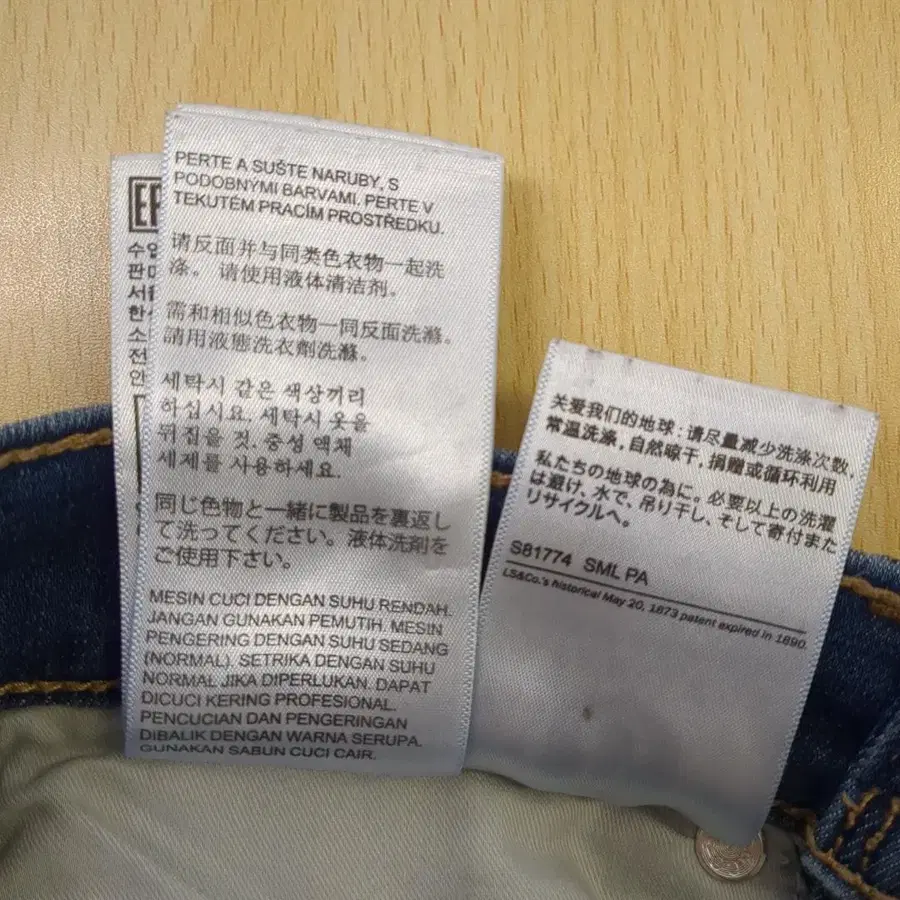 수입
판매
서울
전
안
PERTE A SUŠTE NARUBY, S
PODOBNÝMI BARVAMI. PERTE V
TEKUTÉM PRACÍM PROSTŘEDKU.
请反面并与同类色衣物一起洗
涤。请使用液体清洁剂。
需和相似色衣物一同反面洗滌。
請用液態洗衣劑洗滌。
세탁시 같은 색상끼리
하십시요. 세탁시 옷을
뒤집을 것. 중성 액체
세제를 사용하세요.
同じ色物と一緒に製品を裏返し
て洗ってください。液体洗剤を
ご使用下さい。
MESIN CUCI DENGAN SUHU RENDAH.
JANGAN GUNAKAN PEMUTIH. MESIN
PENGERING DENGAN SUHU SEDANG
(NORMAL). SETRIKA DENGAN SUHU
NORMAL JIKA DIPERLUKAN. DAPAT
DICUCI KERING PROFESIONAL.
PENCUCIAN DAN PENGERINGAN
DIBALIK DENGAN WARNA SERUPA.
GUNAKAN SABUN CUCI CAIR.
关爱我们的地球：请尽量减少洗涤次数,
常温洗涤, 自然晾干, 捐赠或循环利用
私たちの地球の為に。必要以上の洗濯
は避け、水で、吊り干し、そして寄付また
リサイクルへ。
S81774 SML PA
LS&Co.'s historical May 20, 1873 patent expired in 1890.